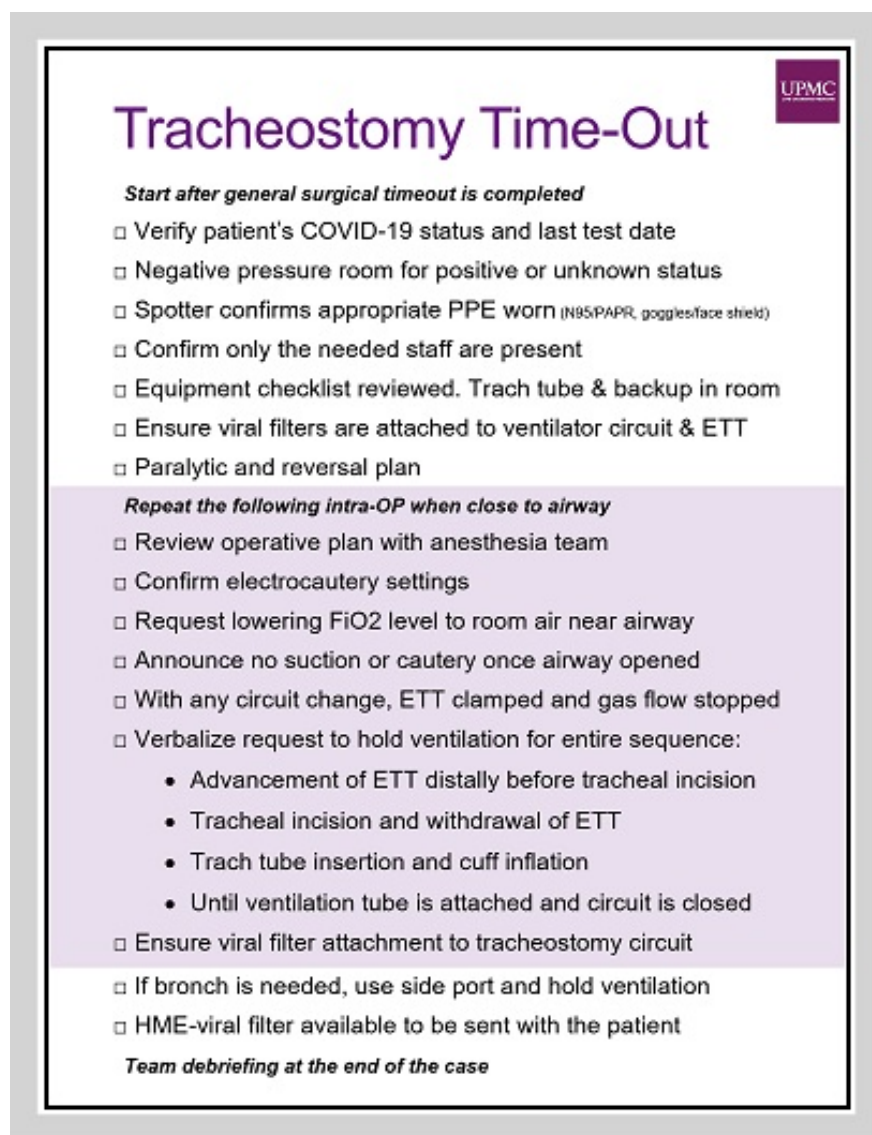 UPMC
Tracheostomy Time-Out
Start after general surgical timeout is completed
□ Verify patient's COVID-19 status and last test date
□ Negative pressure room for positive or unknown status
□ Spotter confirms appropriate PPE worn (N95/PAPR, goggles/face shield)
□ Confirm only the needed staff are present
□ Equipment checklist reviewed. Trach tube & backup in room
□ Ensure viral filters are attached to ventilator circuit & ETT
□ Paralytic and reversal plan
Repeat the following intra-OP when close to airway
□ Review operative plan with anesthesia team
□ Confirm electrocautery settings
□ Request lowering FiO2 level to room air near airway
□ Announce no suction or cautery once airway opened
□ With any circuit change, ETT clamped and gas flow stopped
□ Verbalize request to hold ventilation for entire sequence:
• Advancement of ETT distally before tracheal incision
• Tracheal incision and withdrawal of ETT
• Trach tube insertion and cuff inflation
• Until ventilation tube is attached and circuit is closed
□ Ensure viral filter attachment to tracheostomy circuit
□ If bronch is needed, use side port and hold ventilation
□ HME-viral filter available to be sent with the patient
Team debriefing at the end of the case